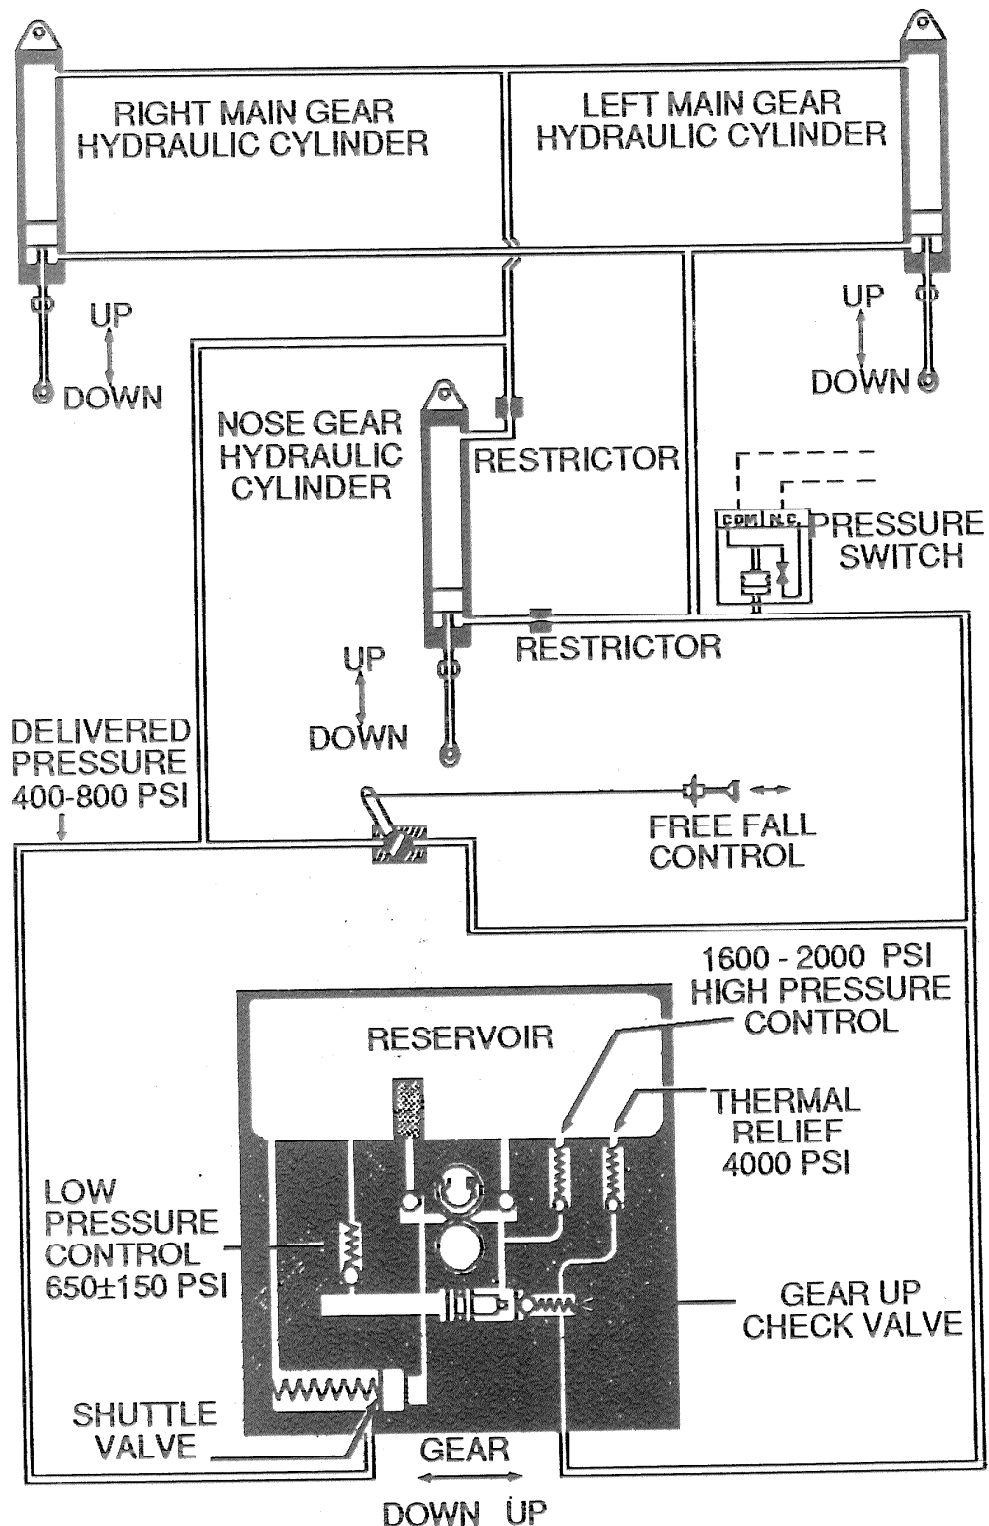 RIGHT MAIN GEAR
HYDRAULIC CYLINDER
LEFT MAIN GEAR
HYDRAULIC CYLINDER
UP
DOWN
UP
DOWN
NOSE GEAR
HYDRAULIC
CYLINDER
RESTRICTOR
COM N.C.
PRESSURE
SWITCH
RESTRICTOR
UP
DOWN
DELIVERED
PRESSURE
400-800 PSI
FREE FALL
CONTROL
1600 - 2000 PSI
HIGH PRESSURE
CONTROL
RESERVOIR
THERMAL
RELIEF
4000 PSI
LOW
PRESSURE
CONTROL
650±150 PSI
GEAR UP
CHECK VALVE
SHUTTLE
VALVE
GEAR
DOWN UP